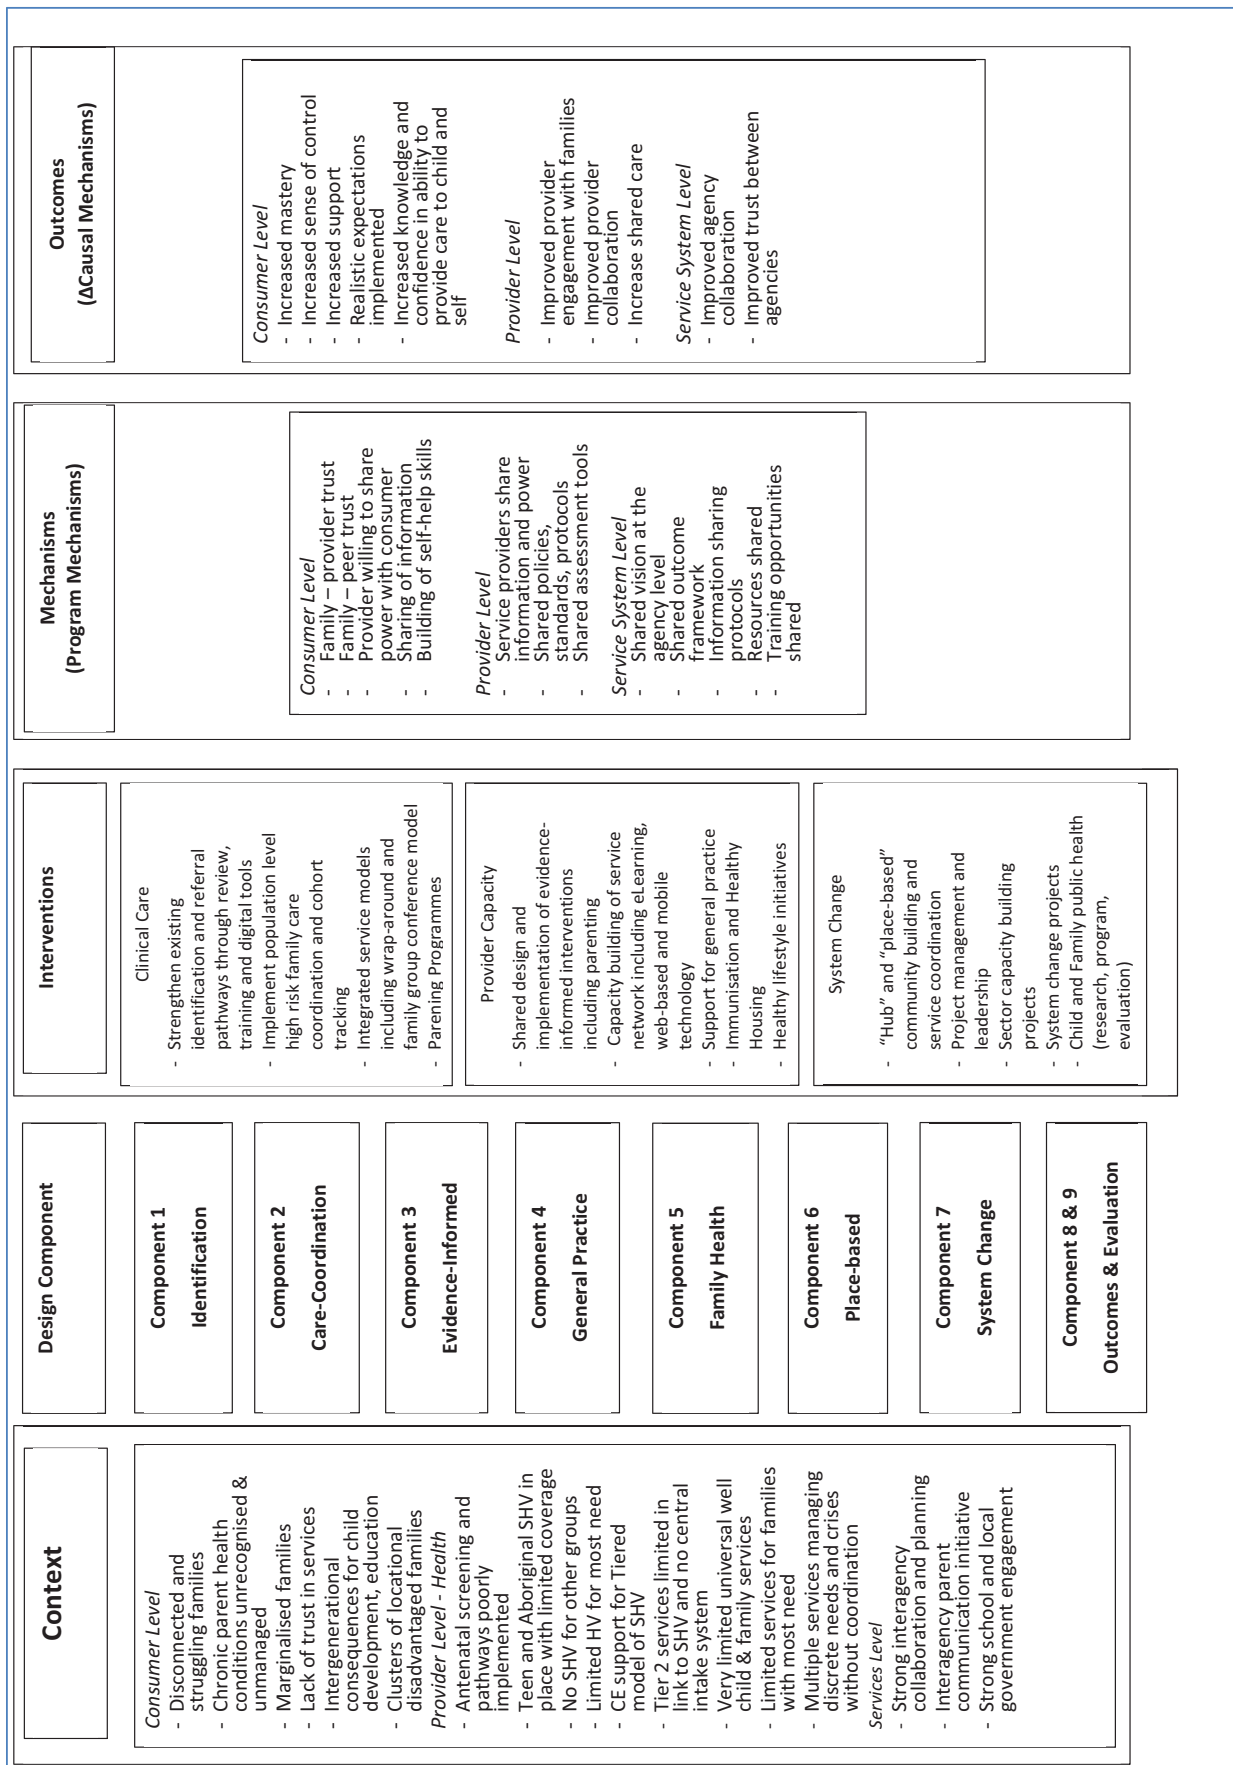 Context
Consumer Level
- Disconnected and
struggling families
- Chronic parent health
conditions unrecognised &
unmanaged
- Marginalised families
- Lack of trust in services
- Intergenerational
consequences for child
development, education
- Clusters of locational
disadvantaged families
Provider Level - Health
- Antenatal screening and
pathways poorly
implemented
- Teen and Aboriginal SHV in
place with limited coverage
- No SHV for other groups
- Limited HV for most need
- CE support for Tiered
model of SHV
- Tier 2 services limited in
link to SHV and no central
intake system
- Very limited universal well
child & family services
- Limited services for families
with most need
- Multiple services managing
discrete needs and crises
without coordination
Services Level
- Strong interagency
collaboration and planning
- Interagency parent
communication initiative
- Strong school and local
government engagement
Design Component
Component 1
Identification
Component 2
Care-Coordination
Component 3
Evidence-Informed
Component 4
General Practice
Component 5
Family Health
Component 6
Place-based
Component 7
System Change
Component 8 & 9
Outcomes & Evaluation
Interventions
Clinical Care
- Strengthen existing
identification and referral
pathways through review,
training and digital tools
- Implement population level
high risk family care
coordination and cohort
tracking
- Integrated service models
including wrap-around and
family group conference model
- Parening Programmes
Provider Capacity
- Shared design and
implementation of evidence-
informed interventions
including parenting
- Capacity building of service
network including eLearning,
web-based and mobile
technology
- Support for general practice
- Immunisation and Healthy
Housing
- Healthy lifestyle initiatives
System Change
- "Hub" and "place-based"
community building and
service coordination
- Project management and
leadership
- Sector capacity building
projects
- System change projects
- Child and Family public health
(research, program,
evaluation)
Mechanisms
(Program Mechanisms)
Consumer Level
- Family – provider trust
- Family – peer trust
- Provider willing to share
power with consumer
- Sharing of information
- Building of self-help skills
Provider Level
- Service providers share
information and power
- Shared policies,
standards, protocols
- Shared assessment tools
Service System Level
- Shared vision at the
agency level
- Shared outcome
framework
- Information sharing
protocols
- Resources shared
- Training opportunities
shared
Outcomes
(ΔCausal Mechanisms)
Consumer Level
- Increased mastery
- Increased sense of control
- Increased support
- Realistic expectations
implemented
- Increased knowledge and
confidence in ability to
provide care to child and
self
Provider Level
- Improved provider
engagement with families
- Improved provider
collaboration
- Increase shared care
Service System Level
- Improved agency
collaboration
- Improved trust between
agencies